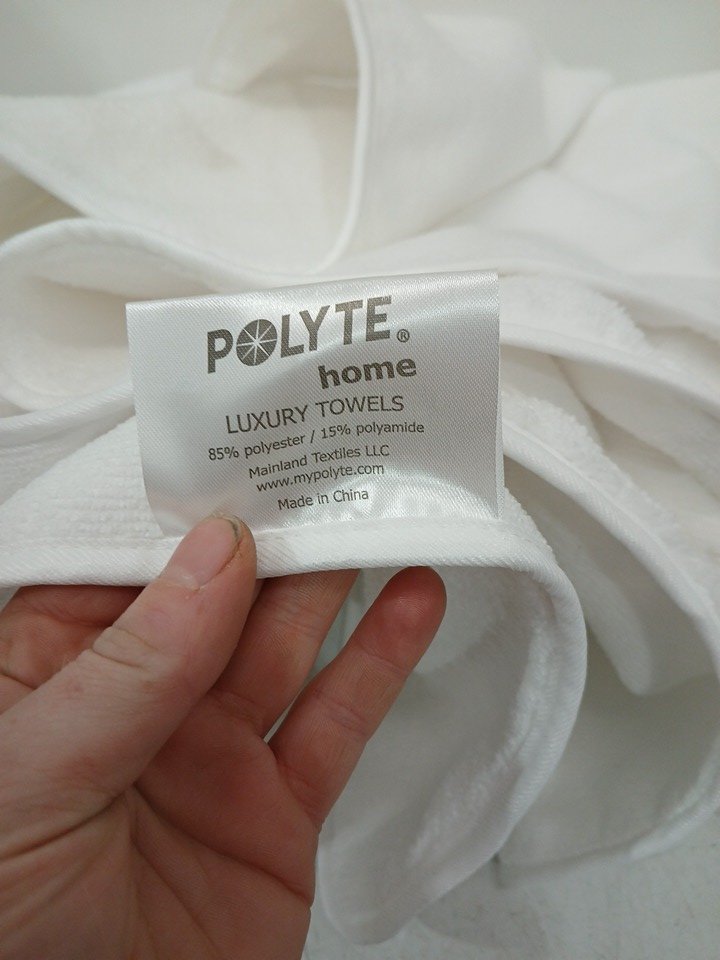 POLYTE®
home
LUXURY TOWELS
85% polyester / 15% polyamide
Mainland Textiles LLC
www.mypolyte.com
Made in China